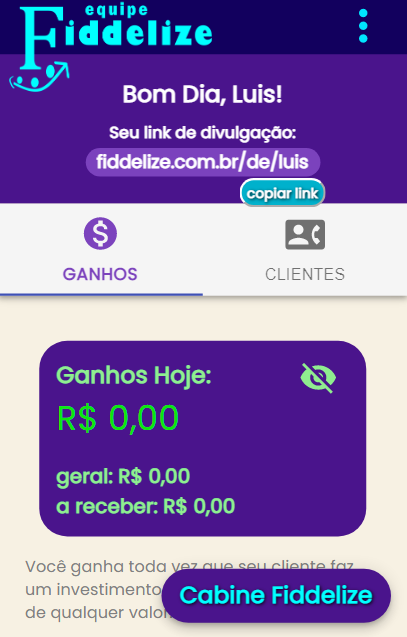 equipe
Fiddelize
Bom Dia, Luis!
Seu link de divulgação:
fiddelize.com.br/de/luis
copiar link
GANHOS
CLIENTES
Ganhos Hoje:
R$ 0,00
geral: R$ 0,00
a receber: R$ 0,00
Você ganha toda vez que seu cliente faz
um investimento
de qualquer valor
Cabine Fiddelize